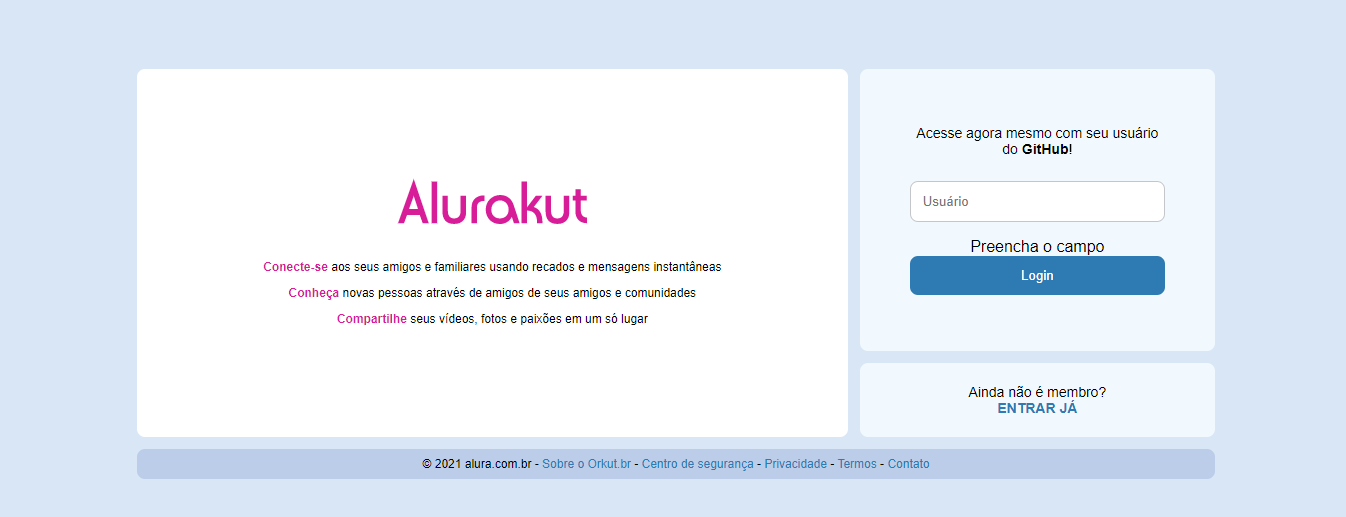 Alurakut
Conecte-se aos seus amigos e familiares usando recados e mensagens instantâneas
Conheça novas pessoas através de amigos de seus amigos e comunidades
Compartilhe seus vídeos, fotos e paixões em um só lugar
Acesse agora mesmo com seu usuário
do GitHub!
Usuário
Preencha o campo
Login
Ainda não é membro?
ENTRAR JÁ
© 2021 alura.com.br - Sobre o Orkut.br - Centro de segurança - Privacidade - Termos - Contato